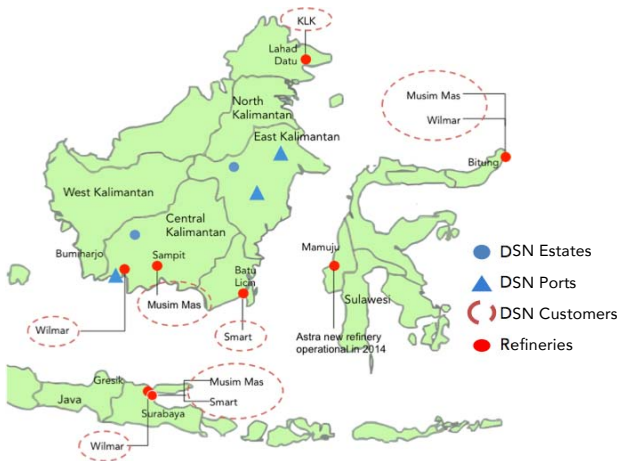 KLK
Lahad
Datu
North
Kalimantan
East Kalimantan
Musim Mas
Wilmar
Bitung
West Kalimantan
Central
Kalimantan
Bumiharjo
Sampit
Batu
Licin
Mamuju
Sulawesi
Musim Mas
Wilmar
Smart
Astra new refinery
operational in 2014
DSN Estates
DSN Ports
DSN Customers
Refineries
Gresik
Java
Surabaya
Musim Mas
Smart
Wilmar